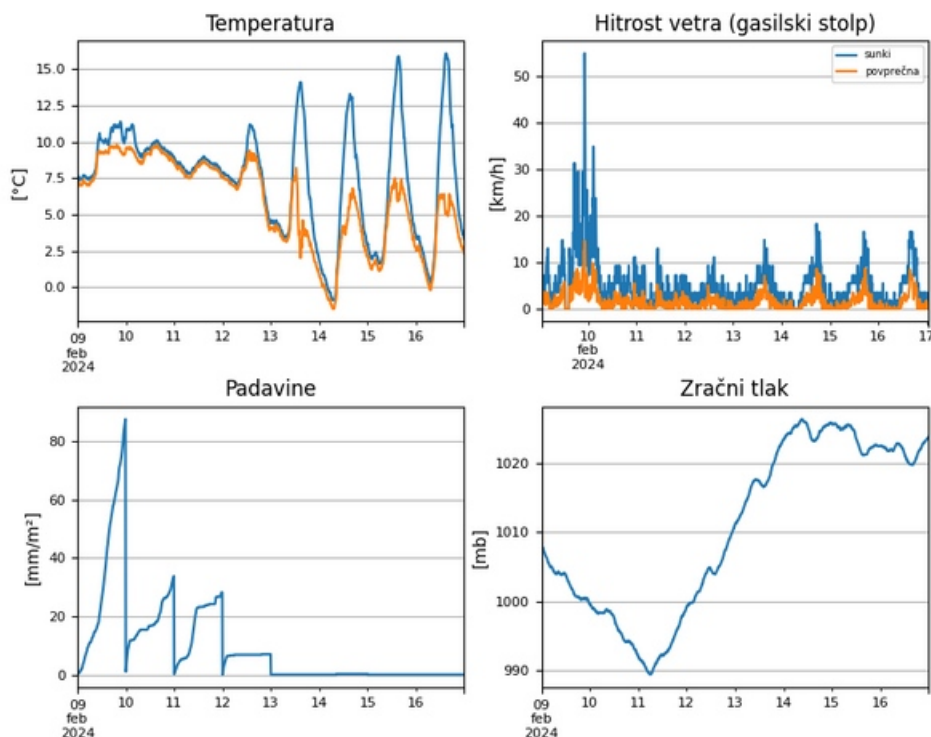 Temperatura
15.0
12.5
10.0
7.5
5.0
2.5
0.0
[°C]
09 10 11 12 13 14 15 16
feb
2024
Hitrost vetra (gasilski stolp)
sunki
povprečna
50
40
30
20
10
0
[km/h]
10 11 12 13 14 15 16 17
feb
2024
Padavine
80
60
40
20
0
[mm/m²]
09 10 11 12 13 14 15 16
feb
2024
Zračni tlak
1020
1010
1000
990
[mb]
09 10 11 12 13 14 15 16
feb
2024